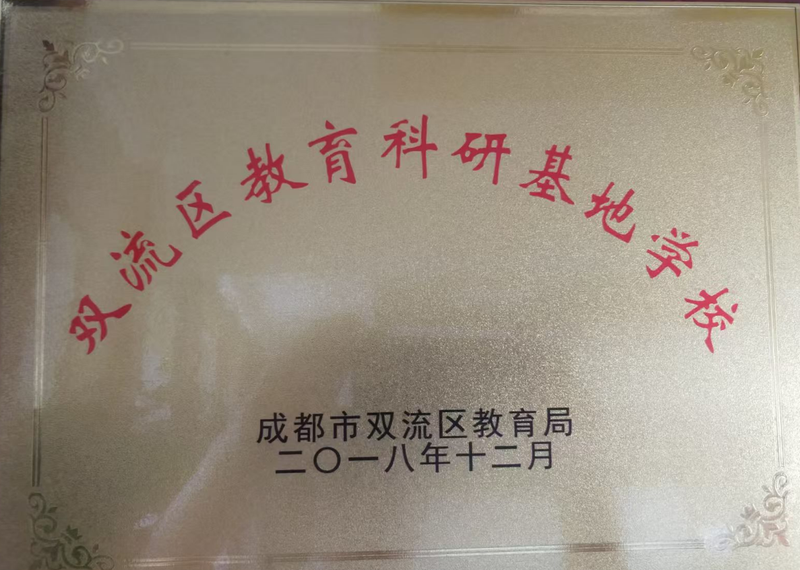 双流区教育科研基地学校
成都市双流区教育局
二〇一八年十二月